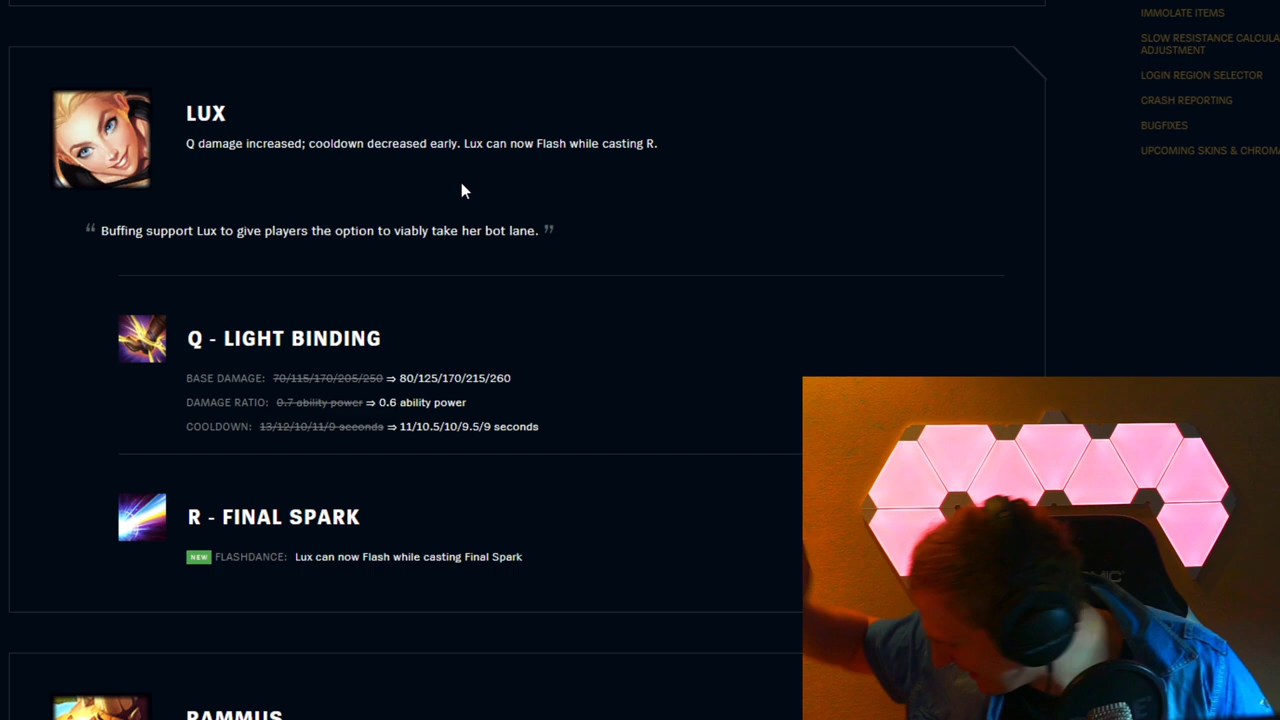 IMMOLATE ITEMS
SLOW RESISTANCE CALCULA
ADJUSTMENT
LOGIN REGION SELECTOR
CRASH REPORTING
BUGFIXES
UPCOMING SKINS & CHROMA
LUX
Q damage increased; cooldown decreased early. Lux can now Flash while casting R.
“ Buffing support Lux to give players the option to viably take her bot lane. ”
Q - LIGHT BINDING
BASE DAMAGE: 70/115/170/205/250 ⇒ 80/125/170/215/260
DAMAGE RATIO: 0.7 ability power ⇒ 0.6 ability power
COOLDOWN: 13/12/10/11/9 seconds ⇒ 11/10.5/10/9.5/9 seconds
R - FINAL SPARK
NEW FLASHDANCE: Lux can now Flash while casting Final Spark
RAMMUS